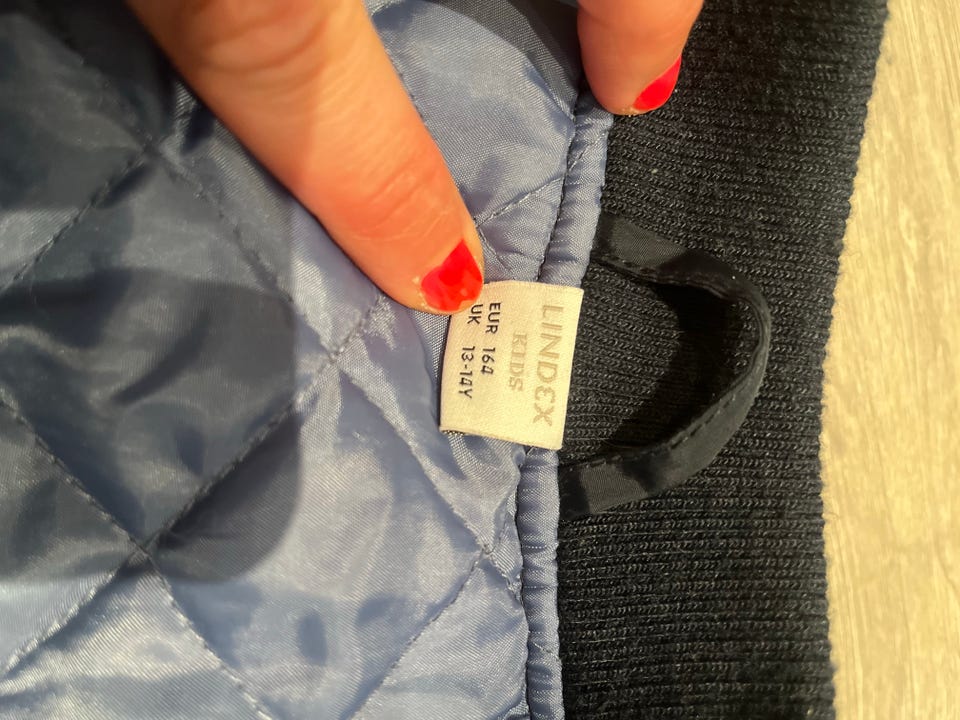 LINDEX
KIDS
EUR 164
UK 13-14Y